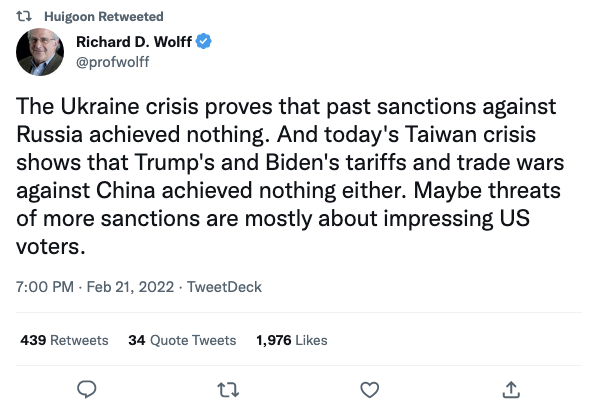 Huigoon Retweeted
Richard D. Wolff
@profwolff
The Ukraine crisis proves that past sanctions against
Russia achieved nothing. And today's Taiwan crisis
shows that Trump's and Biden's tariffs and trade wars
against China achieved nothing either. Maybe threats
of more sanctions are mostly about impressing US
voters.
7:00 PM · Feb 21, 2022 · TweetDeck
439 Retweets 34 Quote Tweets 1,976 Likes